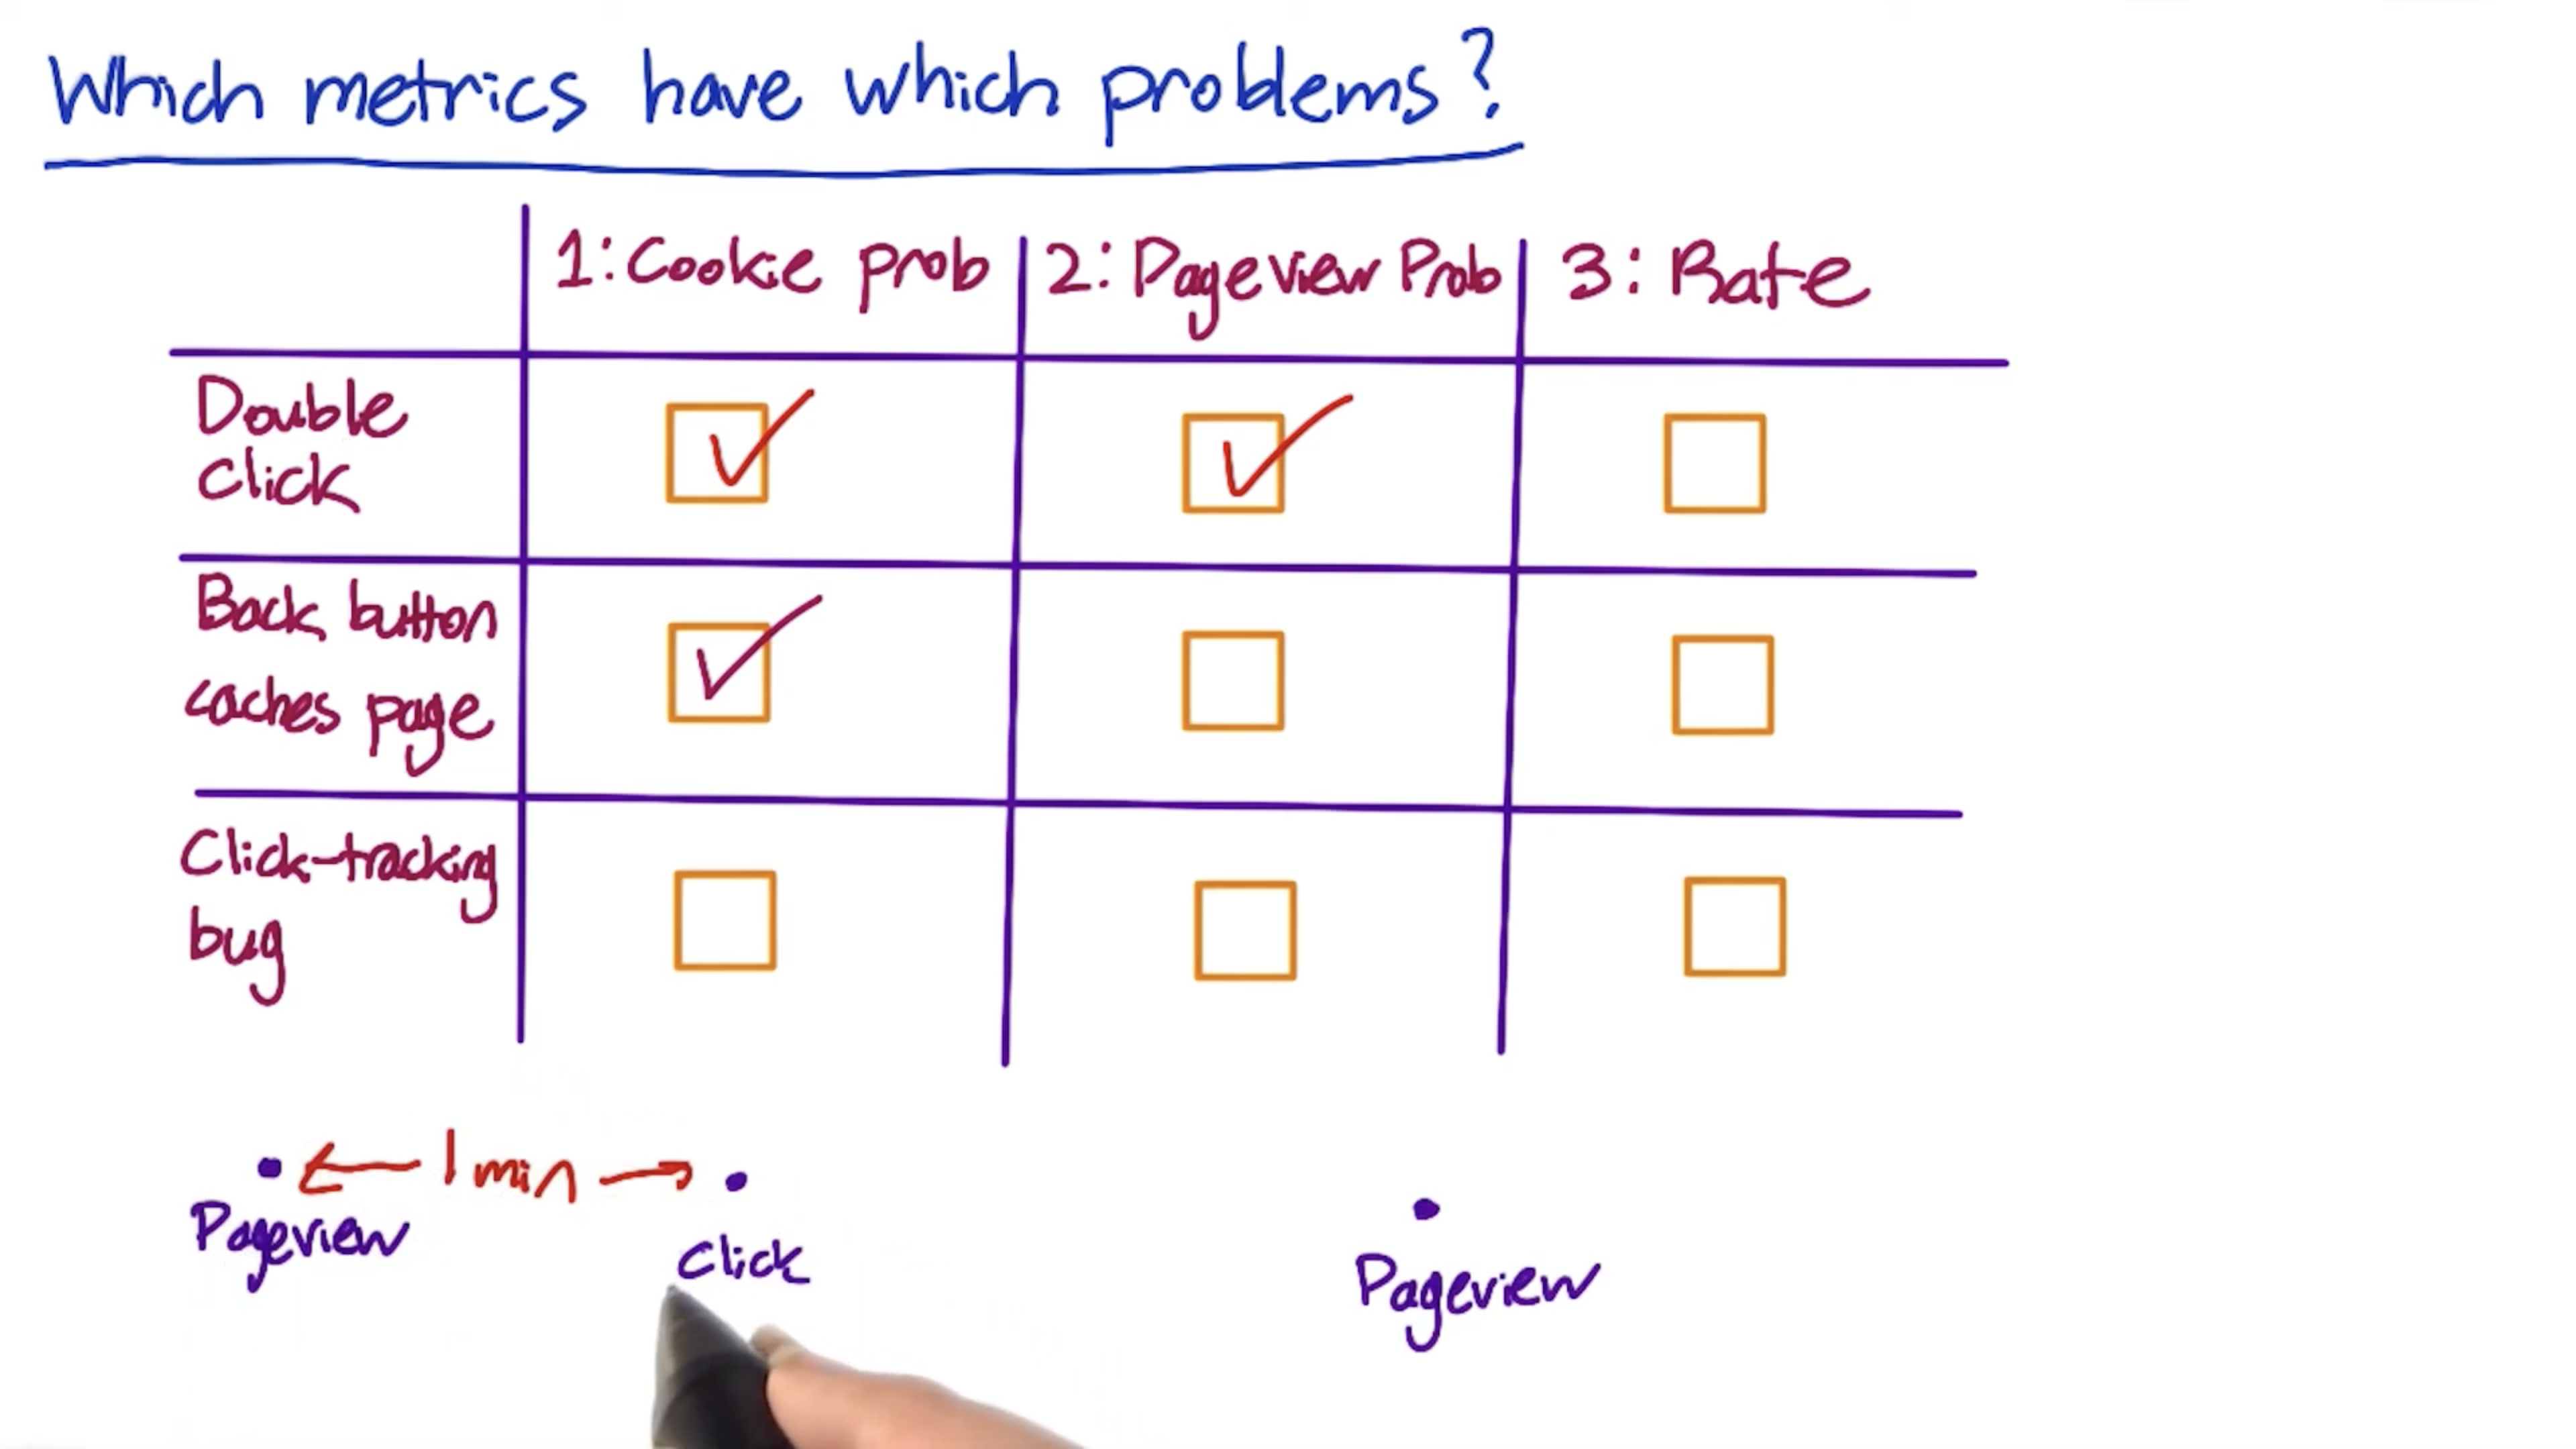 Which metrics have which problems?
1: Cookie prob 2: Pageview Prob 3: Rate
Double
click
Back button
caches page
Click-tracking
bug
1 min
Pageview
Click
Pageview